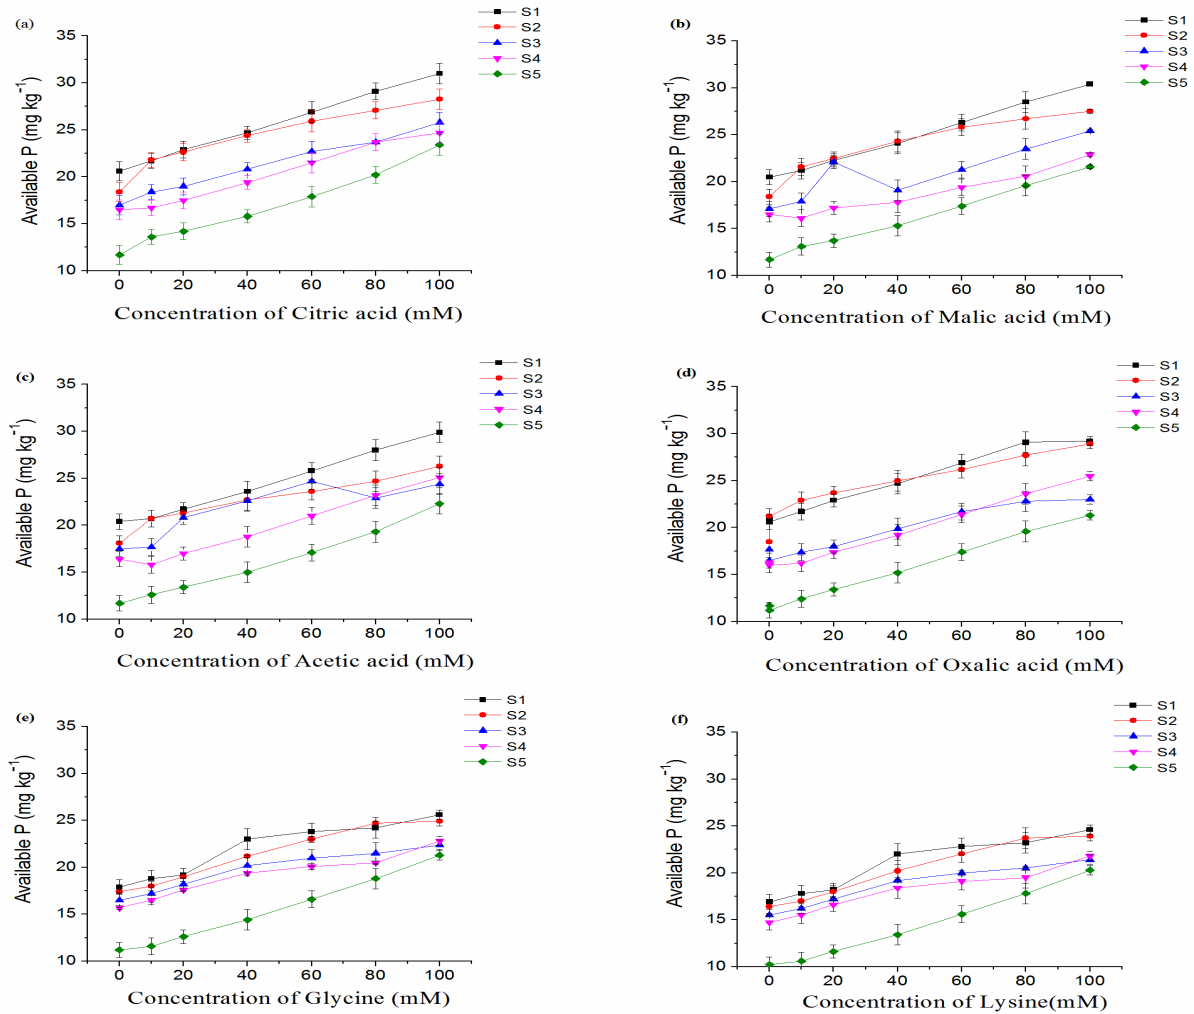 (a)
S1
S2
S3
S4
S5
35
30
25
20
15
10
Available P (mg kg-1)
0 20 40 60 80 100
Concentration of Citric acid (mM)
(b)
S1
S2
S3
S4
S5
35
30
25
20
15
10
Available P (mg kg-1)
0 20 40 60 80 100
Concentration of Malic acid (mM)
(c)
S1
S2
S3
S4
S5
35
30
25
20
15
10
Available P (mg kg-1)
0 20 40 60 80 100
Concentration of Acetic acid (mM)
(d)
S1
S2
S3
S4
S5
35
30
25
20
15
10
Available P (mg kg-1)
0 20 40 60 80 100
Concentration of Oxalic acid (mM)
(e)
S1
S2
S3
S4
S5
35
30
25
20
15
10
Available P (mg kg-1)
0 20 40 60 80 100
Concentration of Glycine (mM)
(f)
S1
S2
S3
S4
S5
35
30
25
20
15
10
Available P (mg kg-1)
0 20 40 60 80 100
Concentration of Lysine(mM)